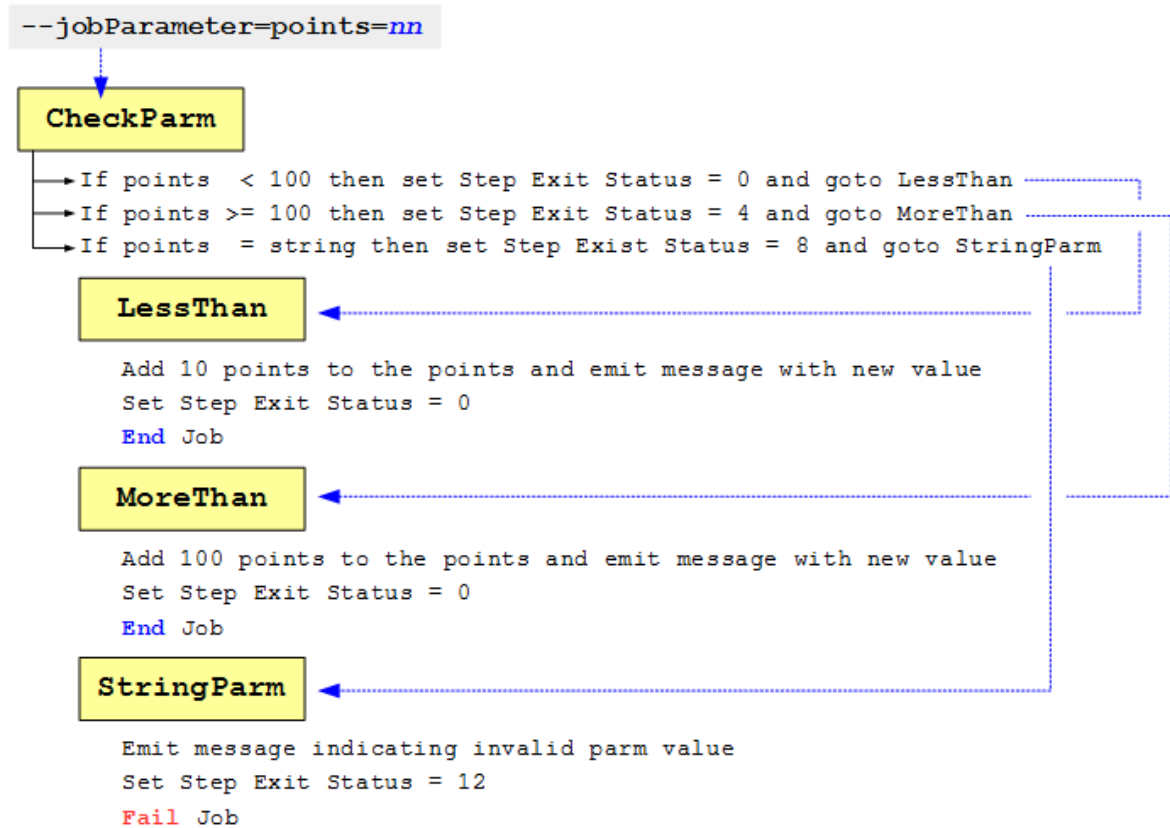 --jobParameter=points=nn
CheckParm
If points < 100 then set Step Exit Status = 0 and goto LessThan
If points >= 100 then set Step Exit Status = 4 and goto MoreThan
If points = string then set Step Exist Status = 8 and goto StringParm
LessThan
Add 10 points to the points and emit message with new value
Set Step Exit Status = 0
End Job
MoreThan
Add 100 points to the points and emit message with new value
Set Step Exit Status = 0
End Job
StringParm
Emit message indicating invalid parm value
Set Step Exit Status = 12
Fail Job